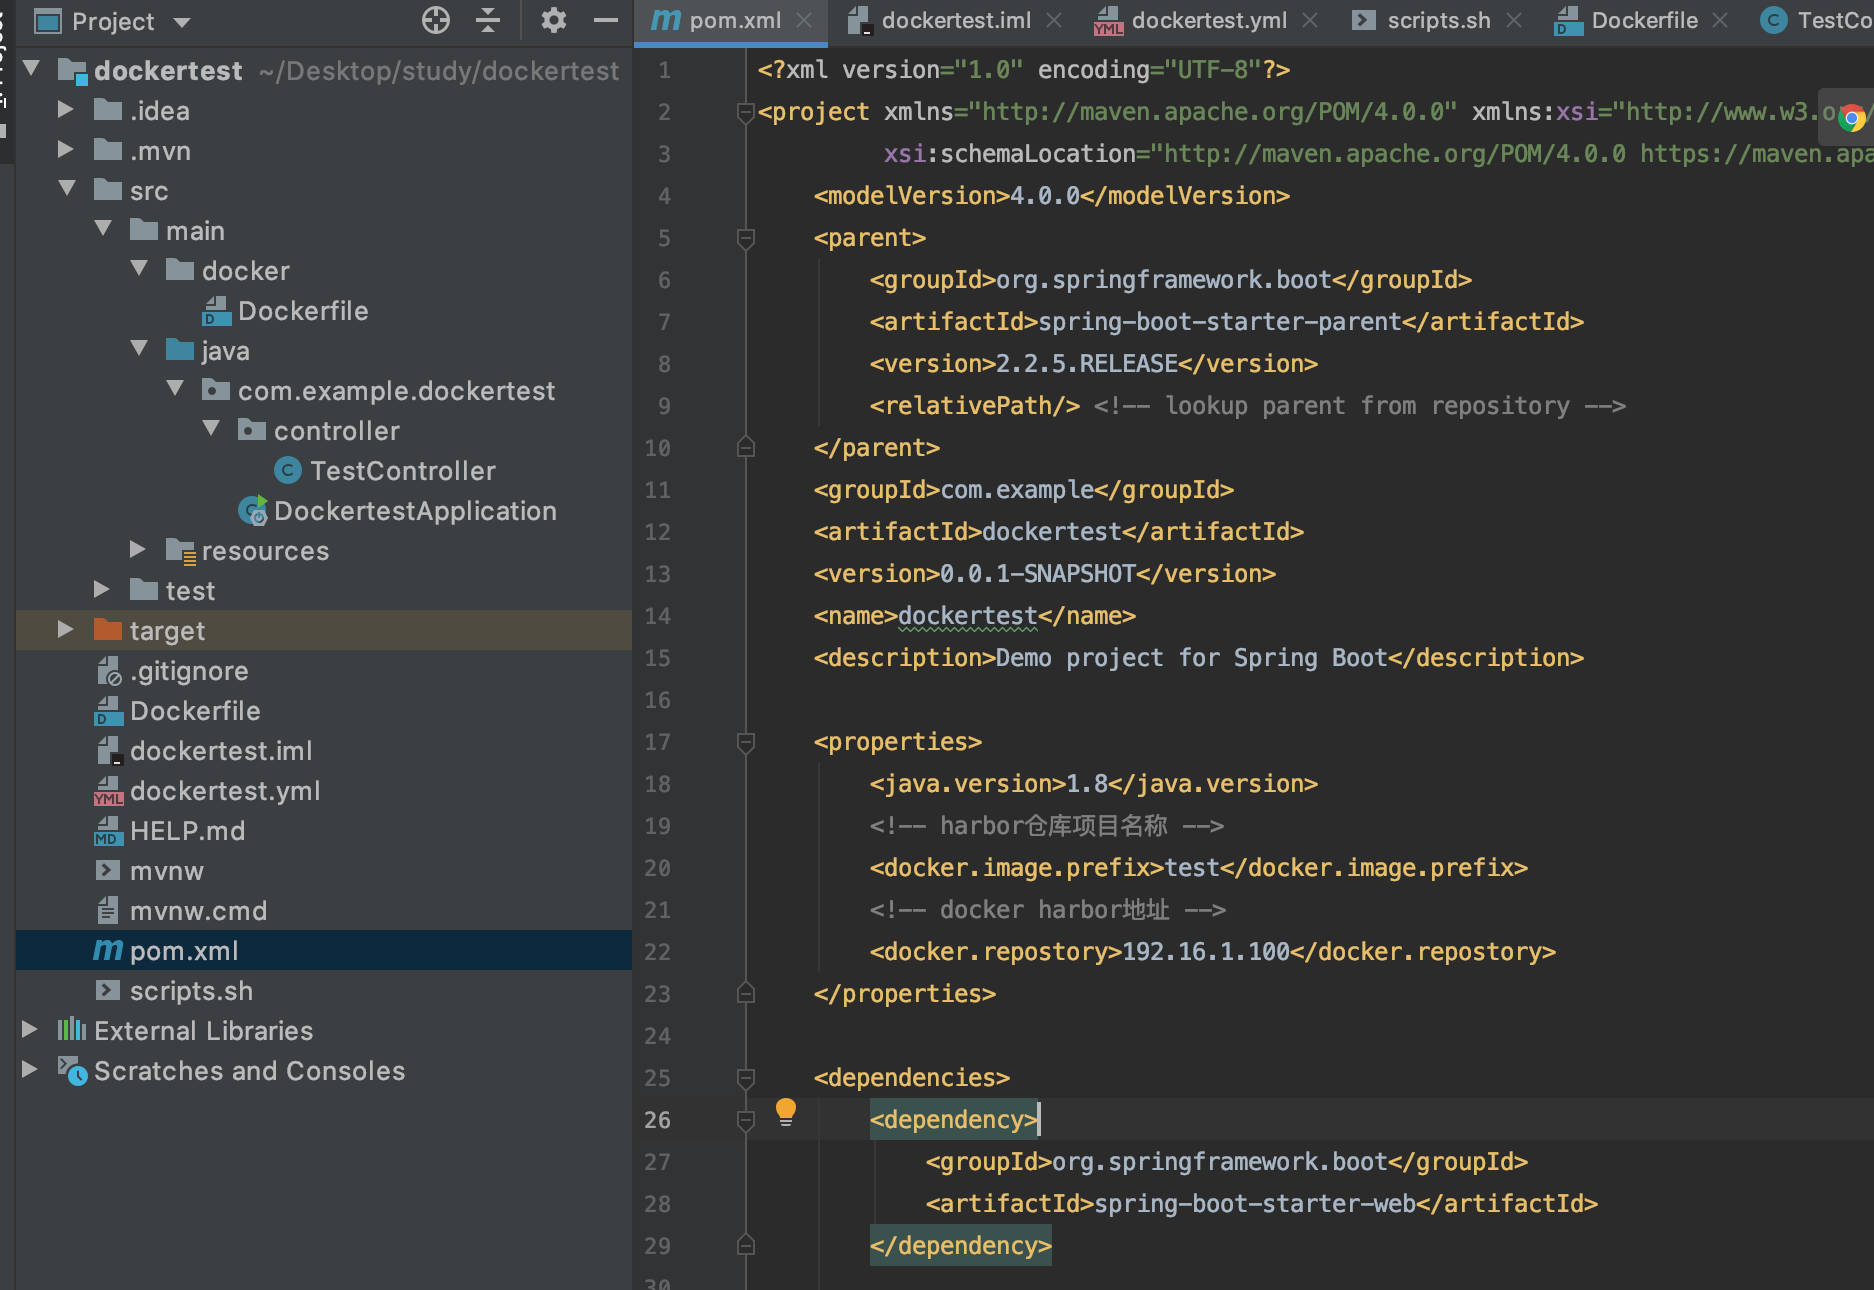 Project
dockertest ~/Desktop/study/dockertest
.idea
.mvn
src
main
docker
Dockerfile
java
com.example.dockertest
controller
TestController
DockertestApplication
resources
test
target
.gitignore
Dockerfile
dockertest.iml
dockertest.yml
HELP.md
mvnw
mvnw.cmd
pom.xml
scripts.sh
External Libraries
Scratches and Consoles
pom.xml dockertest.iml dockertest.yml scripts.sh Dockerfile TestCo
1 <?xml version="1.0" encoding="UTF-8"?>
2 <project xmlns="http://maven.apache.org/POM/4.0.0" xmlns:xsi="http://www.w3.o
3 xsi:schemaLocation="http://maven.apache.org/POM/4.0.0 https://maven.apa
4 <modelVersion>4.0.0</modelVersion>
5 <parent>
6 <groupId>org.springframework.boot</groupId>
7 <artifactId>spring-boot-starter-parent</artifactId>
8 <version>2.2.5.RELEASE</version>
9 <relativePath/> <!-- lookup parent from repository -->
10 </parent>
11 <groupId>com.example</groupId>
12 <artifactId>dockertest</artifactId>
13 <version>0.0.1-SNAPSHOT</version>
14 <name>dockertest</name>
15 <description>Demo project for Spring Boot</description>
16
17 <properties>
18 <java.version>1.8</java.version>
19 <!-- harbor仓库项目名称 -->
20 <docker.image.prefix>test</docker.image.prefix>
21 <!-- docker harbor地址 -->
22 <docker.repostory>192.16.1.100</docker.repostory>
23 </properties>
24
25 <dependencies>
26 <dependency>
27 <groupId>org.springframework.boot</groupId>
28 <artifactId>spring-boot-starter-web</artifactId>
29 </dependency>
30